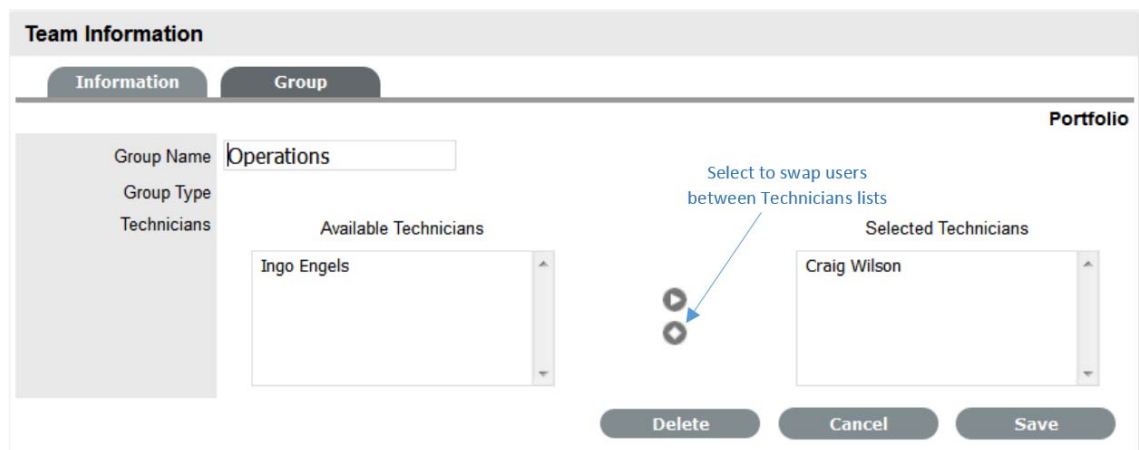 Team Information
Information
Group
Portfolio
Group Name
Operations
Select to swap users
between Technicians lists
Group Type
Technicians
Available Technicians
Selected Technicians
Ingo Engels
Craig Wilson
Delete
Cancel
Save